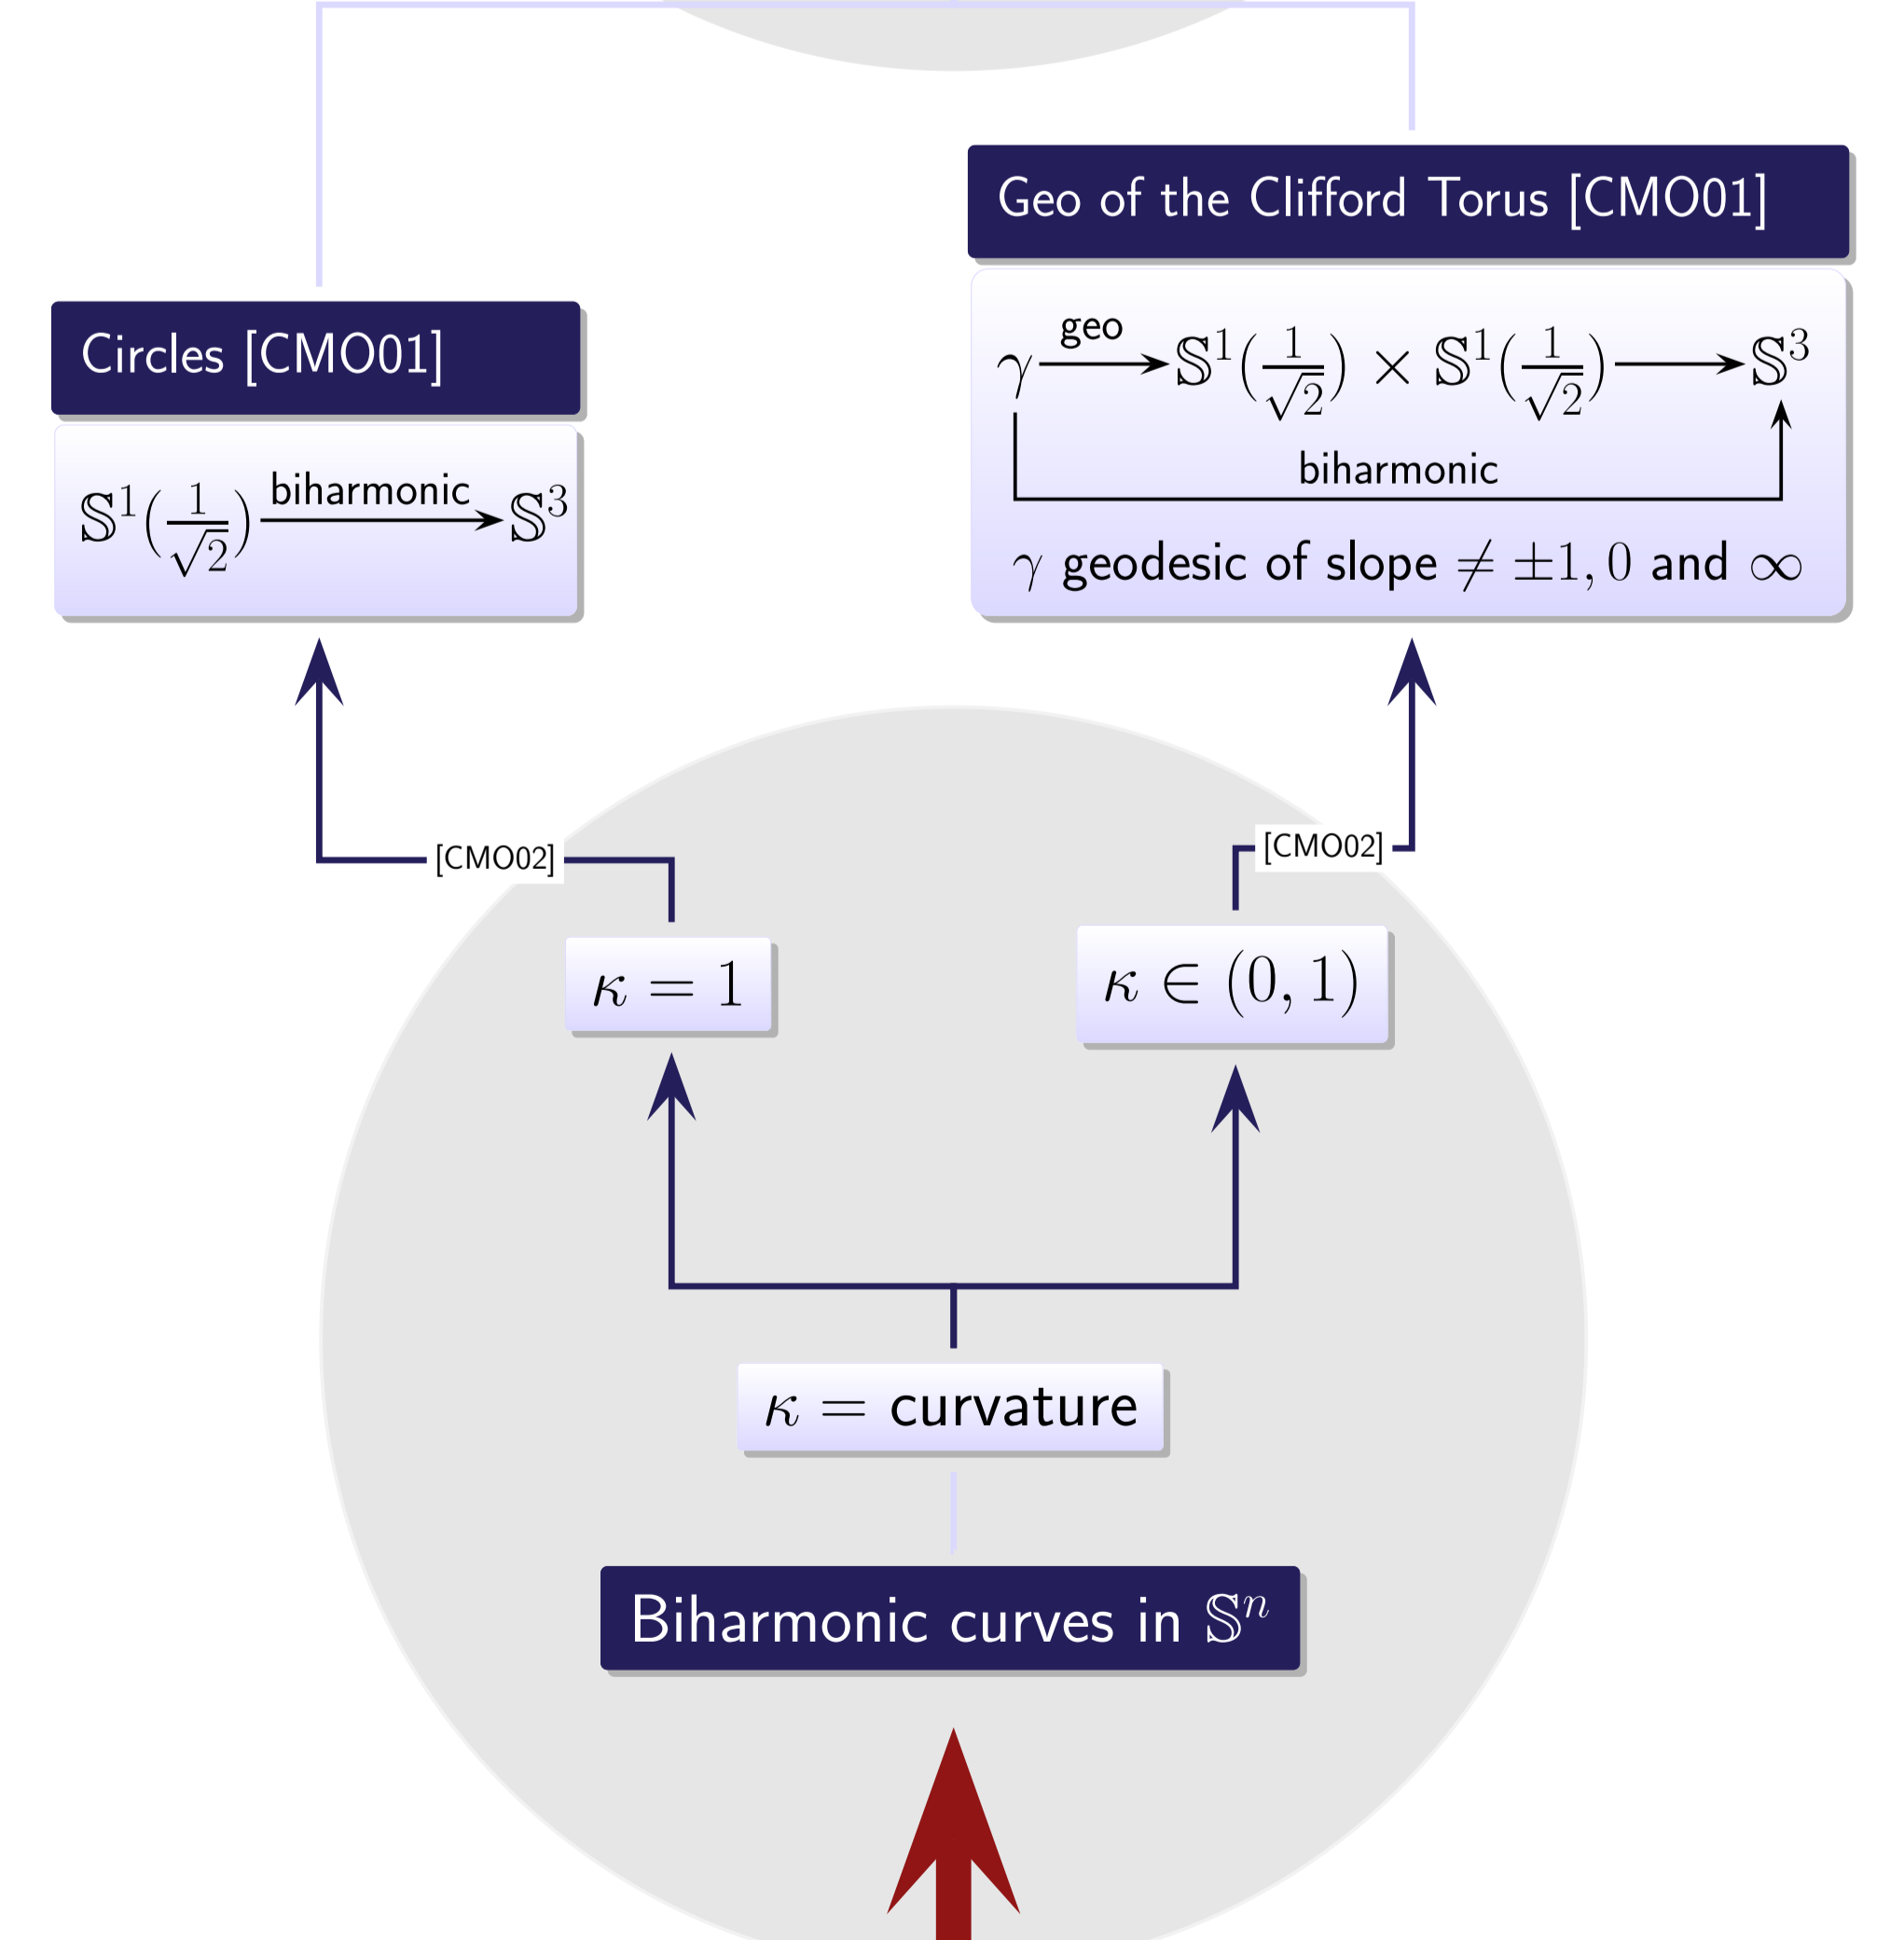 Geo of the Clifford Torus [CMO01]
γ geo 𝕊¹(1/√2) × 𝕊¹(1/√2) 𝕊³
biharmonic
γ geodesic of slope ≠ ±1, 0 and ∞
Circles [CMO01]
𝕊¹(1/√2) biharmonic 𝕊³
[CMO02]
[CMO02]
κ = 1
κ ∈ (0, 1)
κ = curvature
Biharmonic curves in 𝕊ⁿ